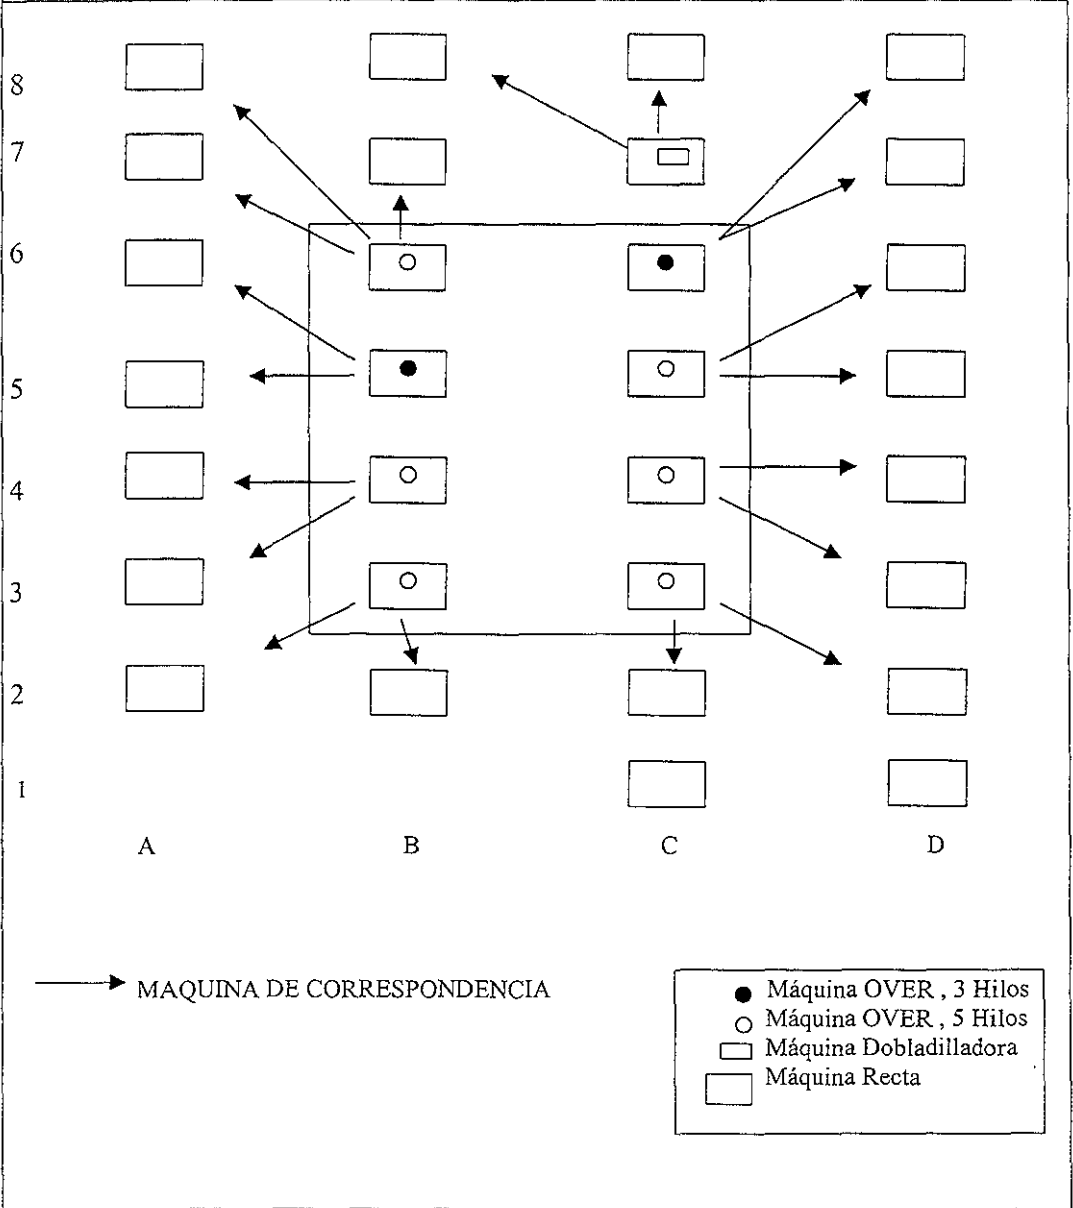 8
7
6
5
4
3
2
1
A B C D
MAQUINA DE CORRESPONDENCIA
Máquina OVER , 3 Hilos
Máquina OVER , 5 Hilos
Máquina Dobladilladora
Máquina Recta